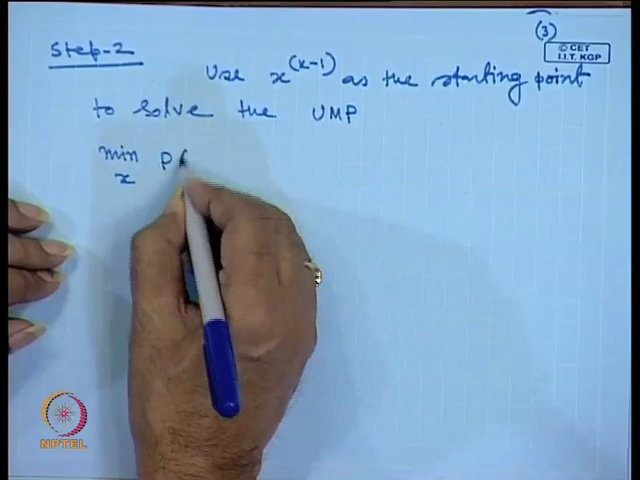 (3)
© CET
I.I.T. KGP
Step-2
Use x^(k-1) as the starting point
to solve the UMP
min P(
x
NPTEL